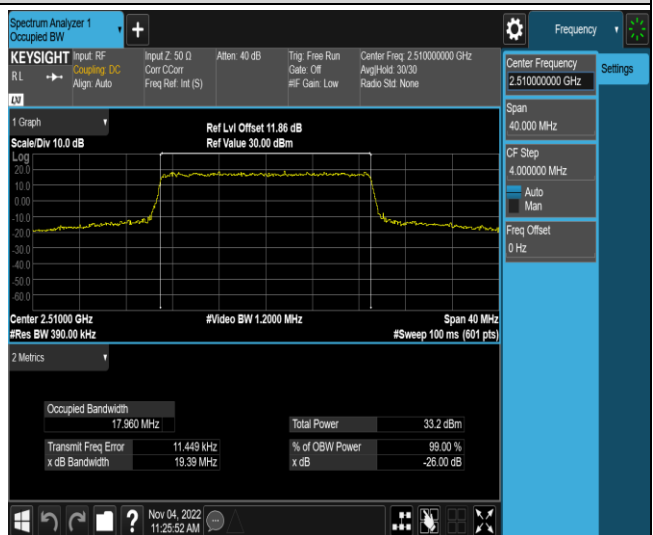 Spectrum Analyzer 1
Occupied BW
Frequency
KEYSIGHT
RL
LXI
Input: RF
Coupling: DC
Align: Auto
Input Z: 50 Ω
Corr CCorr
Freq Ref: Int (S)
Atten: 40 dB
Trig: Free Run
Gate: Off
#IF Gain: Low
Center Freq: 2.510000000 GHz
Avg|Hold: 30/30
Radio Std: None
Center Frequency
2.510000000 GHz
Settings
Span
40.000 MHz
CF Step
4.000000 MHz
Auto
Man
Freq Offset
0 Hz
1 Graph
Scale/Div 10.0 dB
Ref Lvl Offset 11.86 dB
Ref Value 30.00 dBm
Log
20.0
10.0
0.00
-10.0
-20.0
-30.0
-40.0
-50.0
-60.0
Center 2.51000 GHz
#Video BW 1.2000 MHz
Span 40 MHz
#Res BW 390.00 kHz
#Sweep 100 ms (601 pts)
2 Metrics
Occupied Bandwidth
17.960 MHz
Total Power 33.2 dBm
Transmit Freq Error 11.449 kHz
% of OBW Power 99.00 %
x dB Bandwidth 19.39 MHz
x dB -26.00 dB
?
Nov 04, 2022
11:25:52 AM